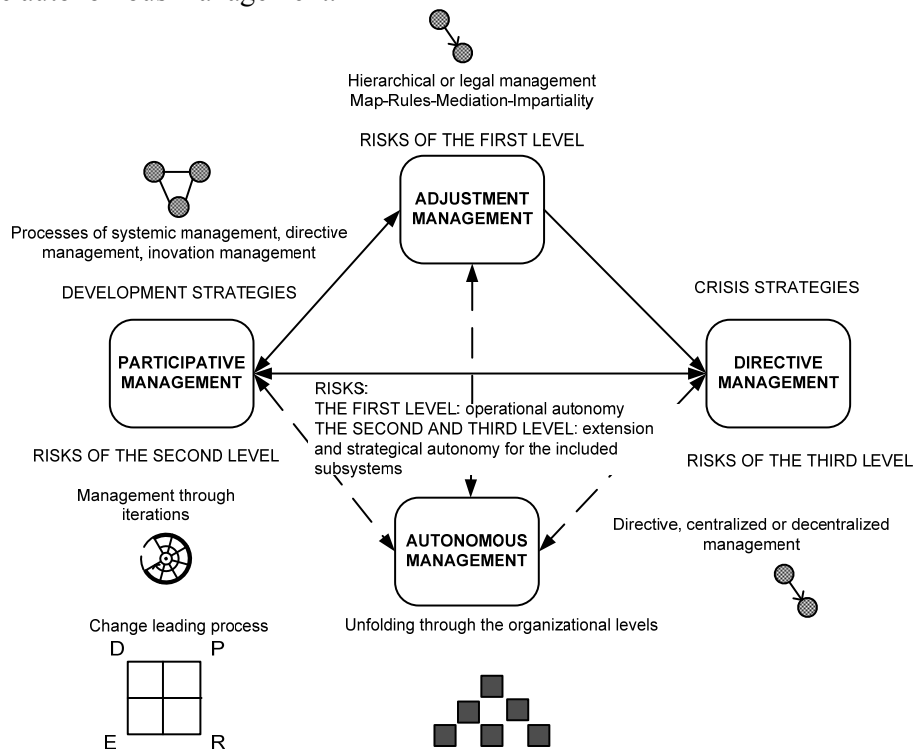 Hierarchical or legal management
Map-Rules-Mediation-Impartiality
RISKS OF THE FIRST LEVEL
ADJUSTMENT
MANAGEMENT
Processes of systemic management, directive
management, inovation management
DEVELOPMENT STRATEGIES
CRISIS STRATEGIES
PARTICIPATIVE
MANAGEMENT
DIRECTIVE
MANAGEMENT
RISKS:
THE FIRST LEVEL: operational autonomy
THE SECOND AND THIRD LEVEL: extension
and strategical autonomy for the included
subsystems
RISKS OF THE SECOND LEVEL
RISKS OF THE THIRD LEVEL
Management through
iterations
AUTONOMOUS
MANAGEMENT
Directive, centralized or decentralized
management
Change leading process
Unfolding through the organizational levels
D P
E R